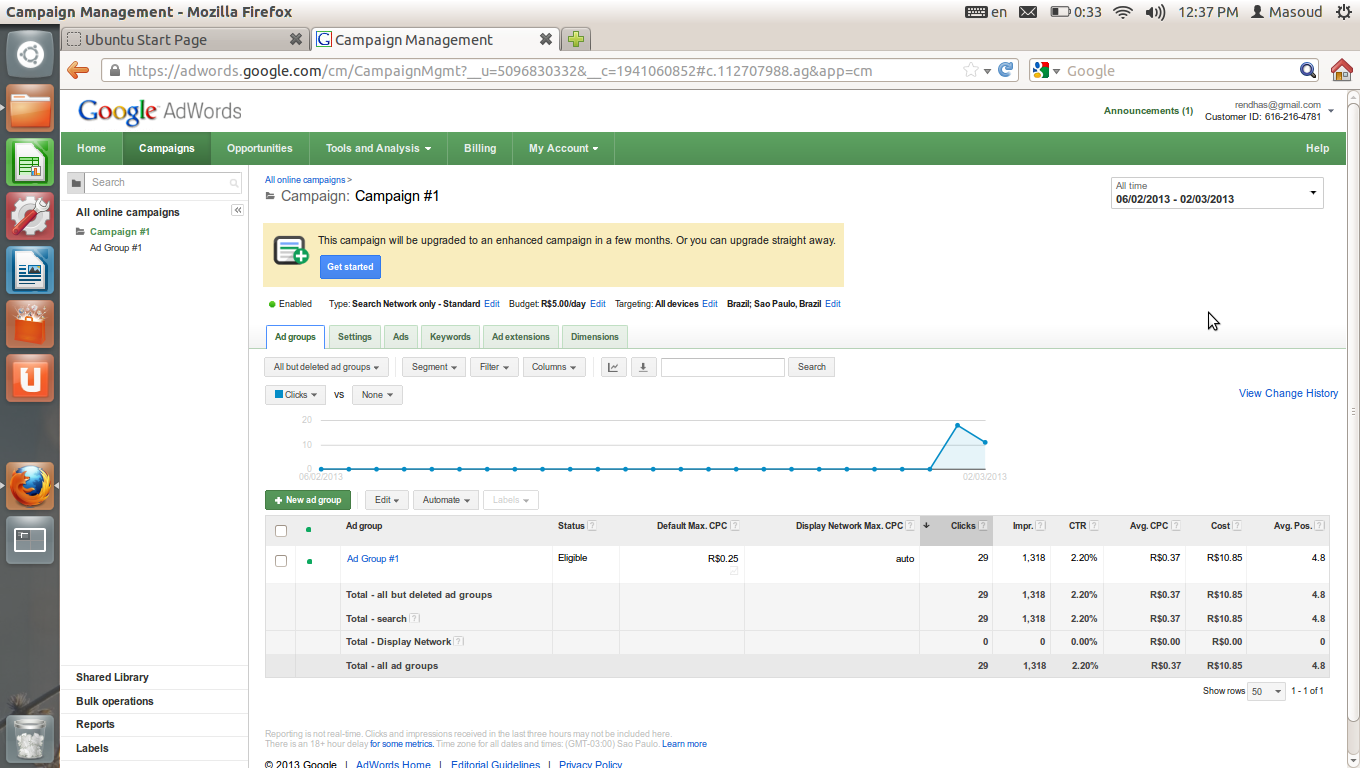 Campaign Management - Mozilla Firefox
en 0:33 12:37 PM Masoud
Ubuntu Start Page
Campaign Management
https://adwords.google.com/cm/CampaignMgmt?__u=5096830332&__c=1941060852#c.112707988.ag&app=cm
Google
Google AdWords
Announcements (1)
rendhas@gmail.com
Customer ID: 616-216-4781
Home Campaigns Opportunities Tools and Analysis Billing My Account Help
Search
All online campaigns
Campaign #1
Ad Group #1
Shared Library
Bulk operations
Reports
Labels
All online campaigns >
Campaign: Campaign #1
All time
06/02/2013 - 02/03/2013
This campaign will be upgraded to an enhanced campaign in a few months. Or you can upgrade straight away.
Get started
Enabled Type: Search Network only - Standard Edit Budget: R$5.00/day Edit Targeting: All devices Edit Brazil; Sao Paulo, Brazil Edit
Ad groups Settings Ads Keywords Ad extensions Dimensions
All but deleted ad groups Segment Filter Columns Search
Clicks vs None
View Change History
20
10
0
06/02/2013 02/03/2013
New ad group Edit Automate Labels
Ad group Status ? Default Max. CPC ? Display Network Max. CPC ? Clicks ? Impr. ? CTR ? Avg. CPC ? Cost ? Avg. Pos. ?
Ad Group #1 Eligible R$0.25 auto 29 1,318 2.20% R$0.37 R$10.85 4.8
Total - all but deleted ad groups 29 1,318 2.20% R$0.37 R$10.85 4.8
Total - search ? 29 1,318 2.20% R$0.37 R$10.85 4.8
Total - Display Network ? 0 0 0.00% R$0.00 R$0.00 0
Total - all ad groups 29 1,318 2.20% R$0.37 R$10.85 4.8
Show rows 50 1 - 1 of 1
Reporting is not real-time. Clicks and impressions received in the last three hours may not be included here.
There is an 18+ hour delay for some metrics. Time zone for all dates and times: (GMT-03:00) Sao Paulo. Learn more
© 2013 Google | AdWords Home | Editorial Guidelines | Privacy Policy